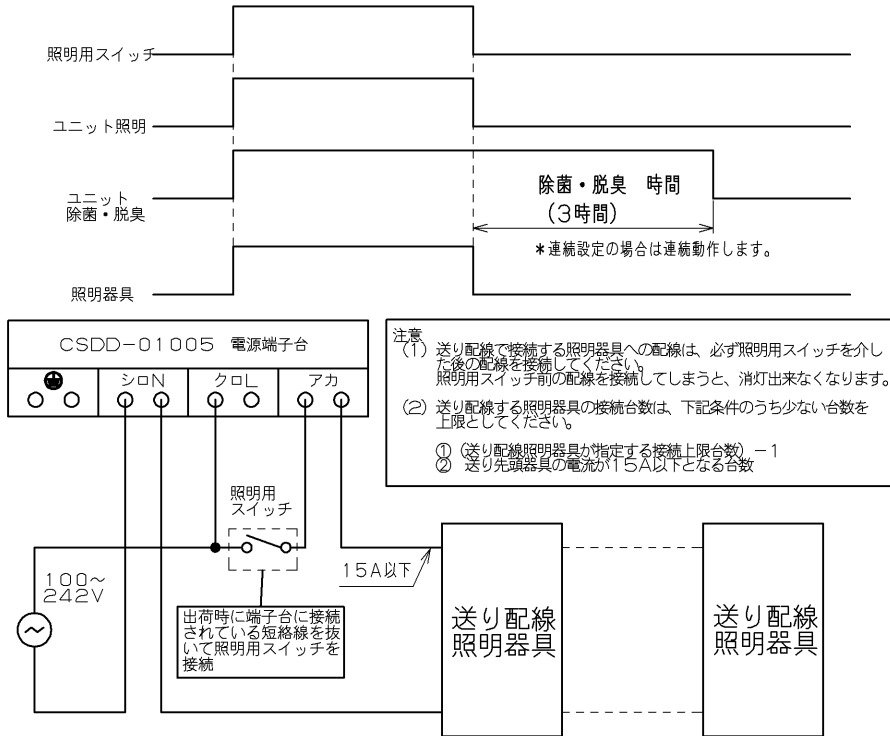 照明用スイッチ
ユニット照明
ユニット
除菌・脱臭
除菌・脱臭 時間
(3時間)
*連続設定の場合は連続動作します。
照明器具
CSDD-01005 電源端子台
シロN
クロL
アカ
注意
(1) 送り配線で接続する照明器具への配線は、必ず照明用スイッチを介し
た後の配線を接続してください。
照明用スイッチ前の配線を接続してしまうと、消灯出来なくなります。
(2) 送り配線する照明器具の接続台数は、下記条件のうち少ない台数を
上限としてください。
① (送り配線照明器具が指定する接続上限台数) -1
② 送り先頭器具の電流が15A以下となる台数
照明用
スイッチ
100~
242V
15A以下
出荷時に端子台に接続
されている短絡線を抜
いて照明用スイッチを
接続
送り配線
照明器具
送り配線
照明器具